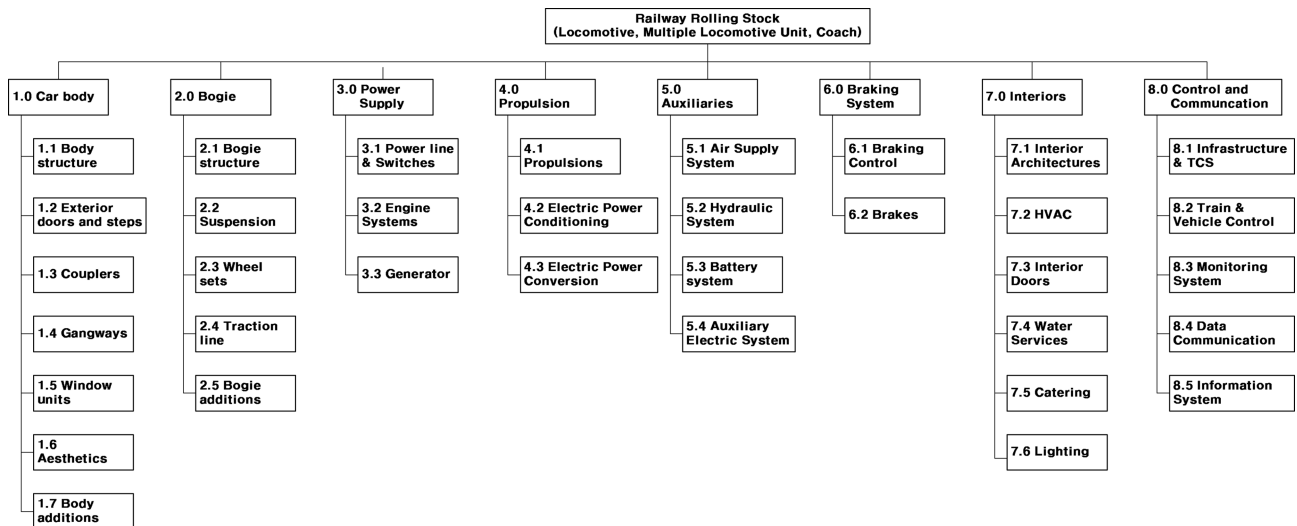 Railway Rolling Stock
(Locomotive, Multiple Locomotive Unit, Coach)
1.0 Car body
1.1 Body
structure
1.2 Exterior
doors and steps
1.3 Couplers
1.4 Gangways
1.5 Window
units
1.6
Aesthetics
1.7 Body
additions
2.0 Bogie
2.1 Bogie
structure
2.2
Suspension
2.3 Wheel
sets
2.4 Traction
line
2.5 Bogie
additions
3.0 Power
Supply
3.1 Power line
& Switches
3.2 Engine
Systems
3.3 Generator
4.0
Propulsion
4.1
Propulsions
4.2 Electric Power
Conditioning
4.3 Electric Power
Conversion
5.0
Auxiliaries
5.1 Air Supply
System
5.2 Hydraulic
System
5.3 Battery
system
5.4 Auxiliary
Electric System
6.0 Braking
System
6.1 Braking
Control
6.2 Brakes
7.0 Interiors
7.1 Interior
Architectures
7.2 HVAC
7.3 Interior
Doors
7.4 Water
Services
7.5 Catering
7.6 Lighting
8.0 Control and
Communcation
8.1 Infrastructure
& TCS
8.2 Train &
Vehicle Control
8.3 Monitoring
System
8.4 Data
Communication
8.5 Information
System